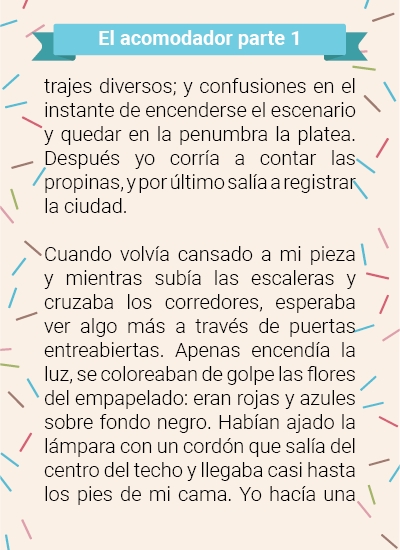 El acomodador parte 1
trajes diversos; y confusiones en el
instante de encenderse el escenario
y quedar en la penumbra la platea.
Después yo corría a contar las
propinas, y por último salía a registrar
la ciudad.
Cuando volvía cansado a mi pieza
y mientras subía las escaleras y
cruzaba los corredores, esperaba
ver algo más a través de puertas
entreabiertas. Apenas encendía la
luz, se coloreaban de golpe las flores
del empapelado: eran rojas y azules
sobre fondo negro. Habían ajado la
lámpara con un cordón que salía del
centro del techo y llegaba casi hasta
los pies de mi cama. Yo hacía una